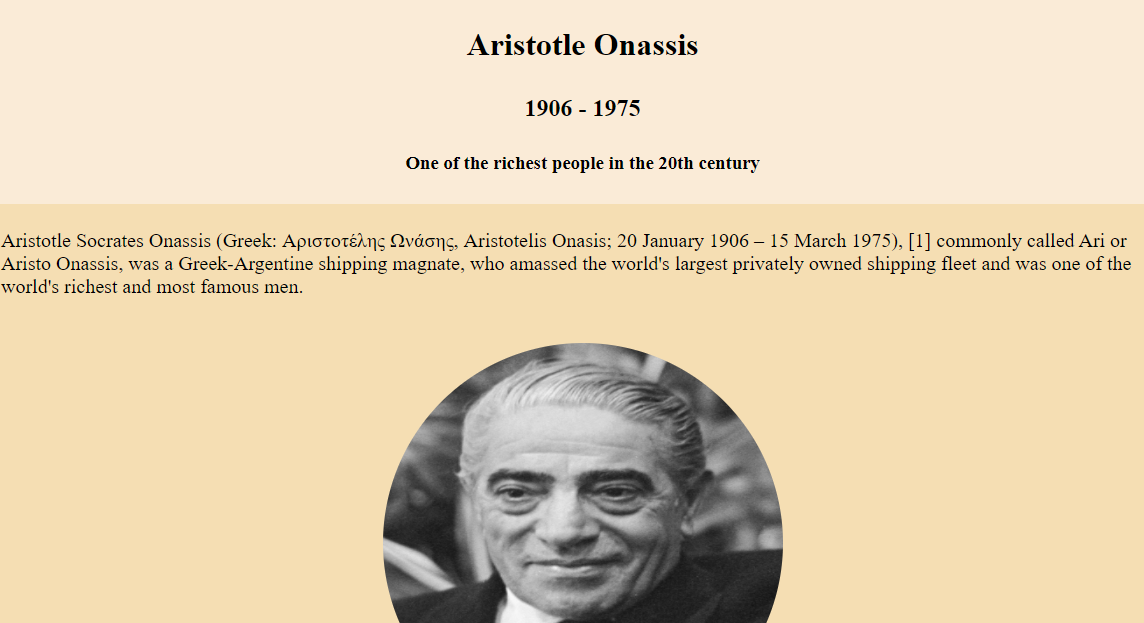 Aristotle Onassis
1906 - 1975
One of the richest people in the 20th century
Aristotle Socrates Onassis (Greek: Αριστοτέλης Ωνάσης, Aristotelis Onasis; 20 January 1906 – 15 March 1975), [1] commonly called Ari or
Aristo Onassis, was a Greek-Argentine shipping magnate, who amassed the world's largest privately owned shipping fleet and was one of the
world's richest and most famous men.